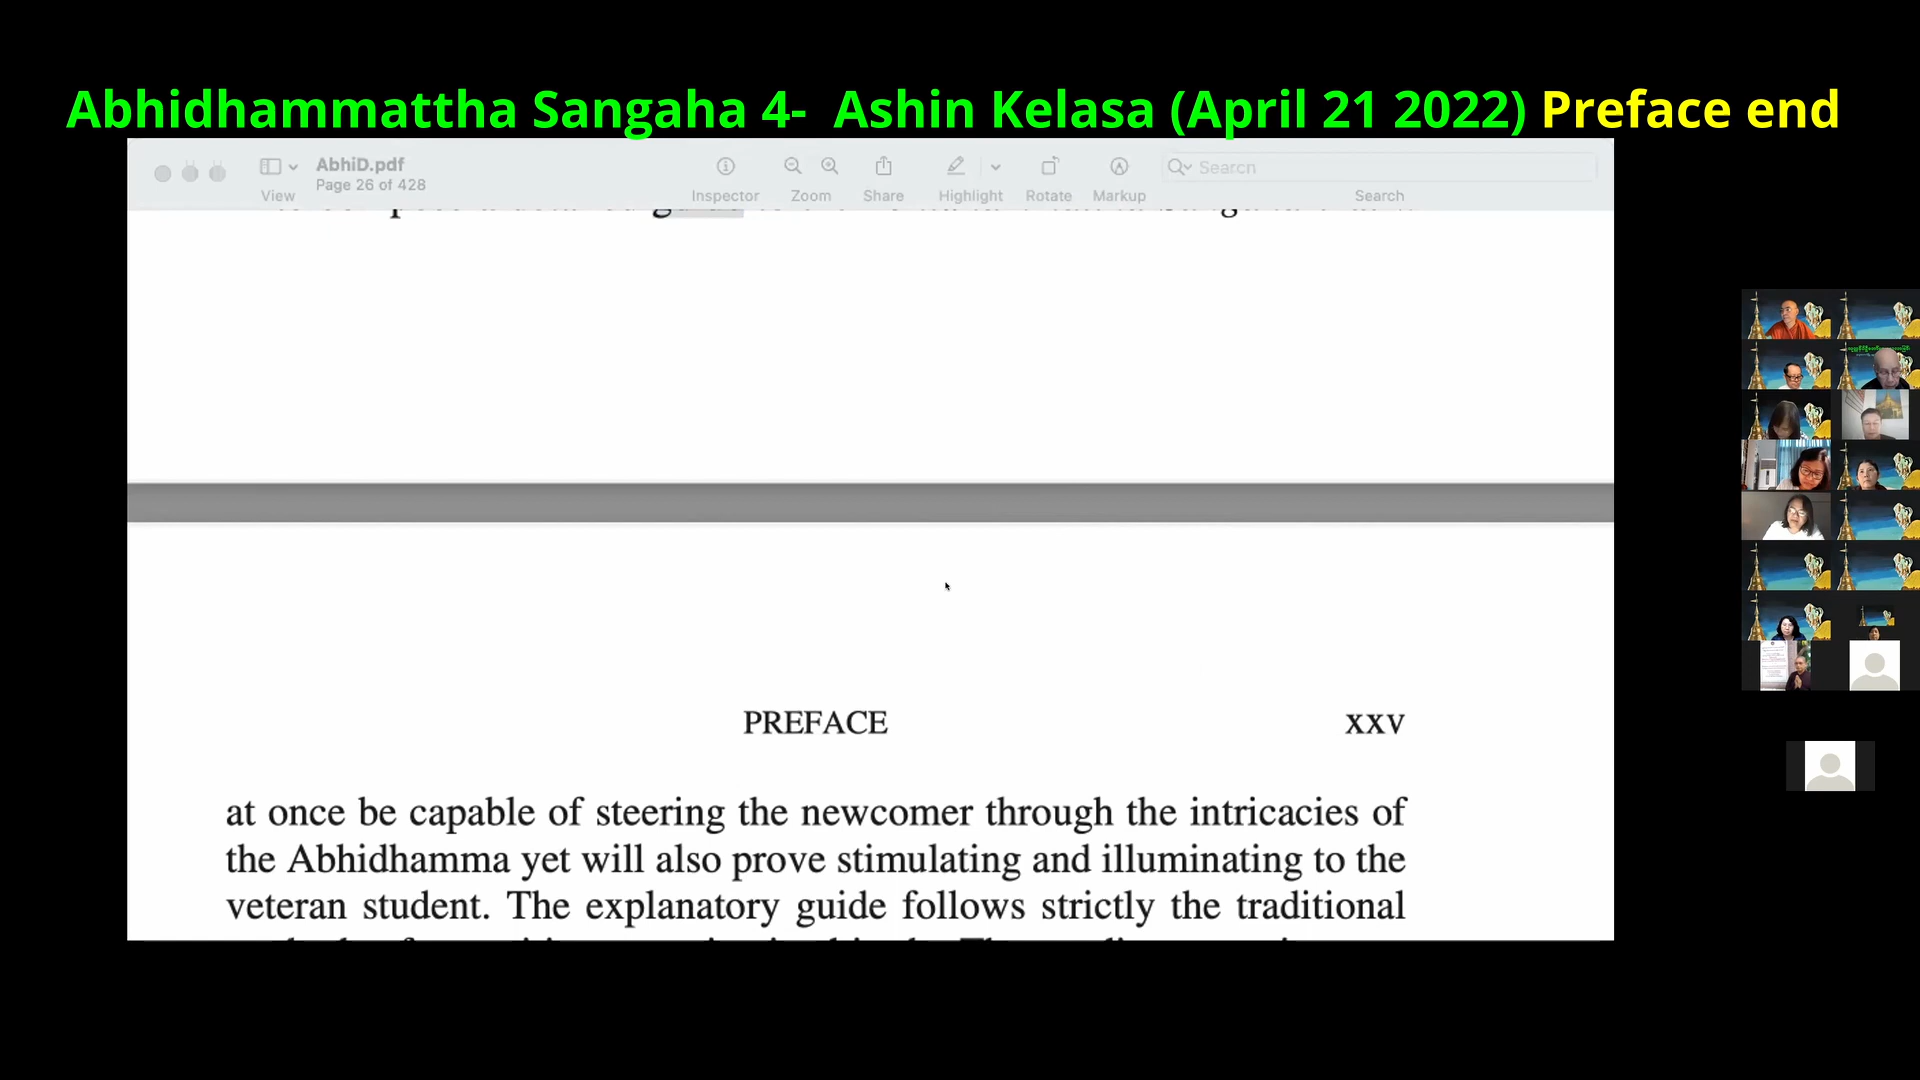 Abhidhammattha Sangaha 4-  Ashin Kelasa (April 21 2022) Preface end
AbhiD.pdf
Page 26 of 428
View
Inspector
Zoom
Share
Highlight
Rotate
Markup
Search
Search
PREFACE
xxv
at once be capable of steering the newcomer through the intricacies of
the Abhidhamma yet will also prove stimulating and illuminating to the
veteran student. The explanatory guide follows strictly the traditional